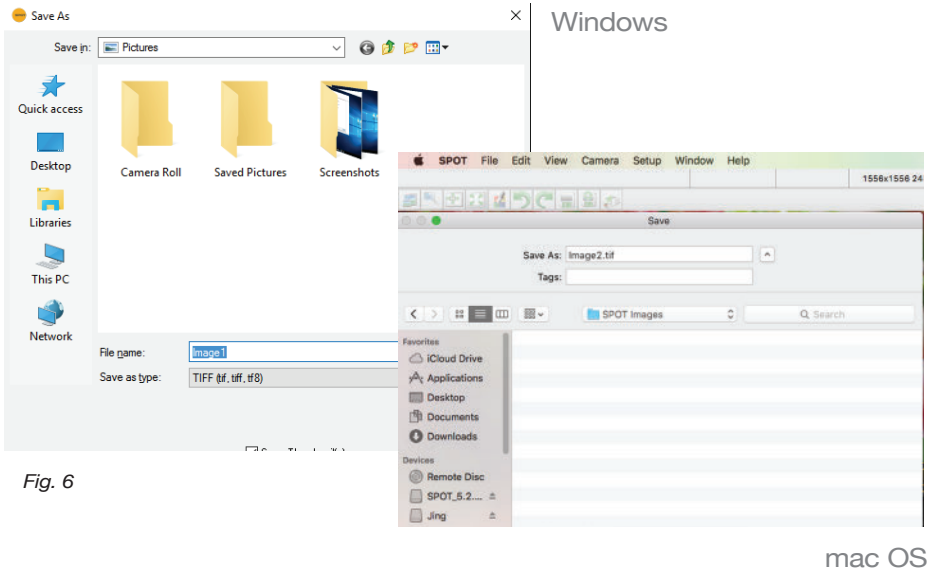 Save As
Windows
Save in: Pictures
Quick access
Desktop
Libraries
This PC
Network
Camera Roll Saved Pictures Screenshots
File name: Image1
Save as type: TIFF (tif, tiff, tf8)
Fig. 6
SPOT File Edit View Camera Setup Window Help
1556x1556 24
Save
Save As: Image2.tif
Tags:
SPOT Images
Search
Favorites
iCloud Drive
Applications
Desktop
Documents
Downloads
Devices
Remote Disc
SPOT_5.2....
Jing
mac OS